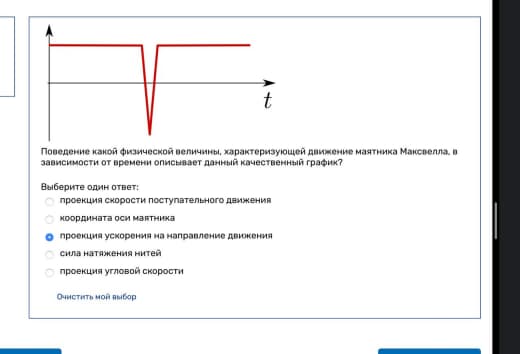 t
Поведение какой физической величины, характеризующей движение маятника Максвелла, в
зависимости от времени описывает данный качественный график?
Выберите один ответ:
проекция скорости поступательного движения
координата оси маятника
проекция ускорения на направление движения
сила натяжения нитей
проекция угловой скорости
Очистить мой выбор